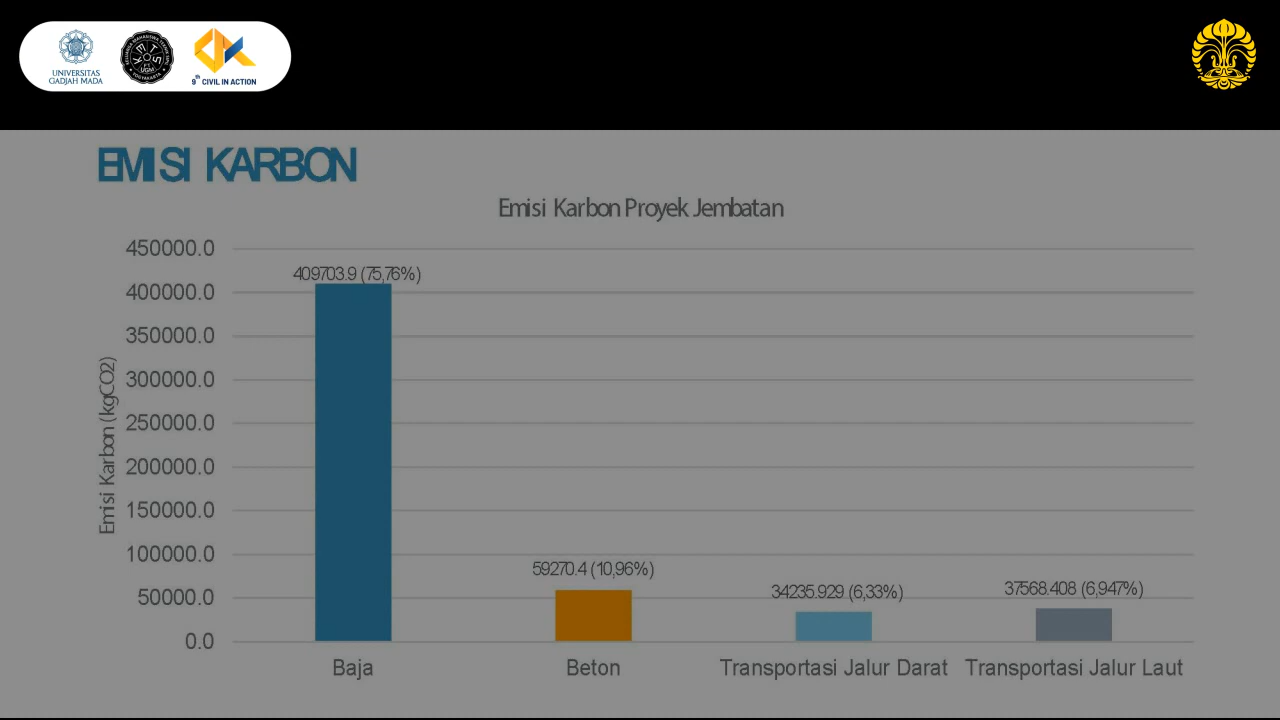 UNIVERSITAS
GADJAH MADA
9th CIVIL IN ACTION
EMISI KARBON
Emisi Karbon Proyek Jembatan
Emisi Karbon (kgCO2)
450000.0
400000.0
350000.0
300000.0
250000.0
200000.0
150000.0
100000.0
50000.0
0.0
409703.9 (75,76%)
59270.4 (10,96%)
34235.929 (6,33%)
37568.408 (6,947%)
Baja
Beton
Transportasi Jalur Darat
Transportasi Jalur Laut